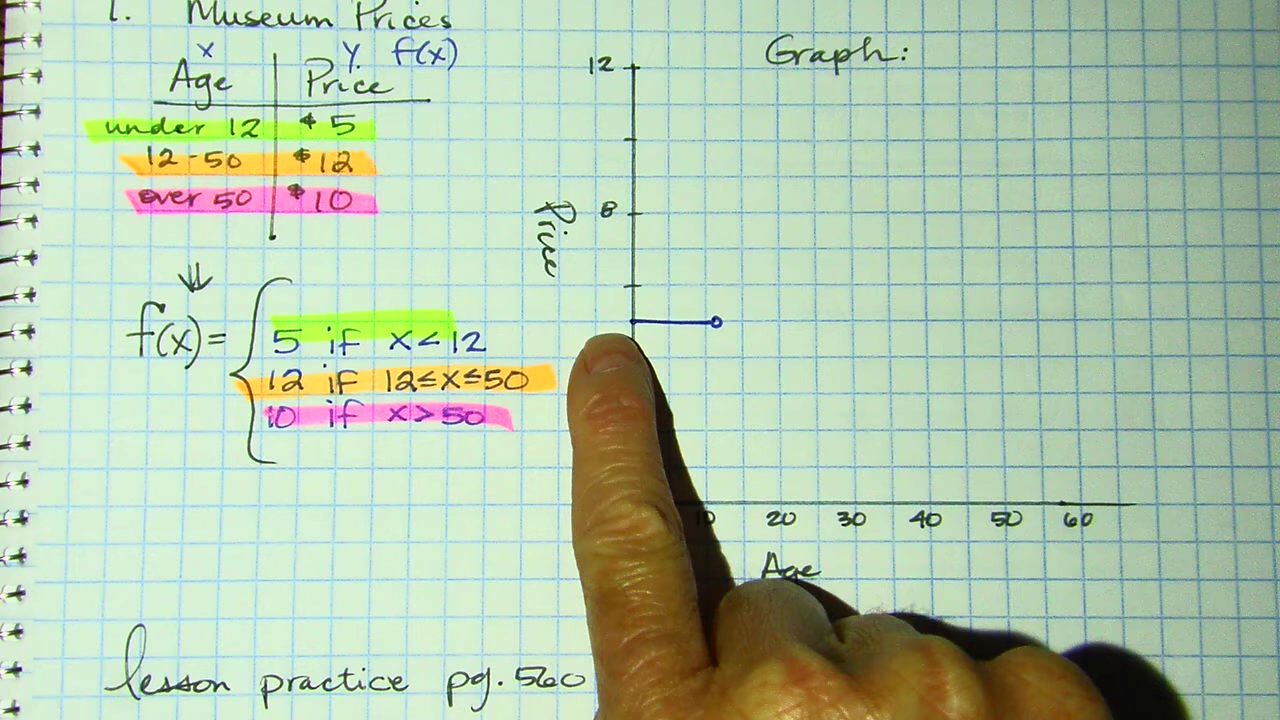 1. Museum Prices
x y f(x)
Age Price
under 12 $5
12-50 $12
over 50 $10
f(x)= 5 if x<12
12 if 12≤x≤50
10 if x>50
lesson practice pg. 560
Graph:
12
8
Price
10 20 30 40 50 60
Age